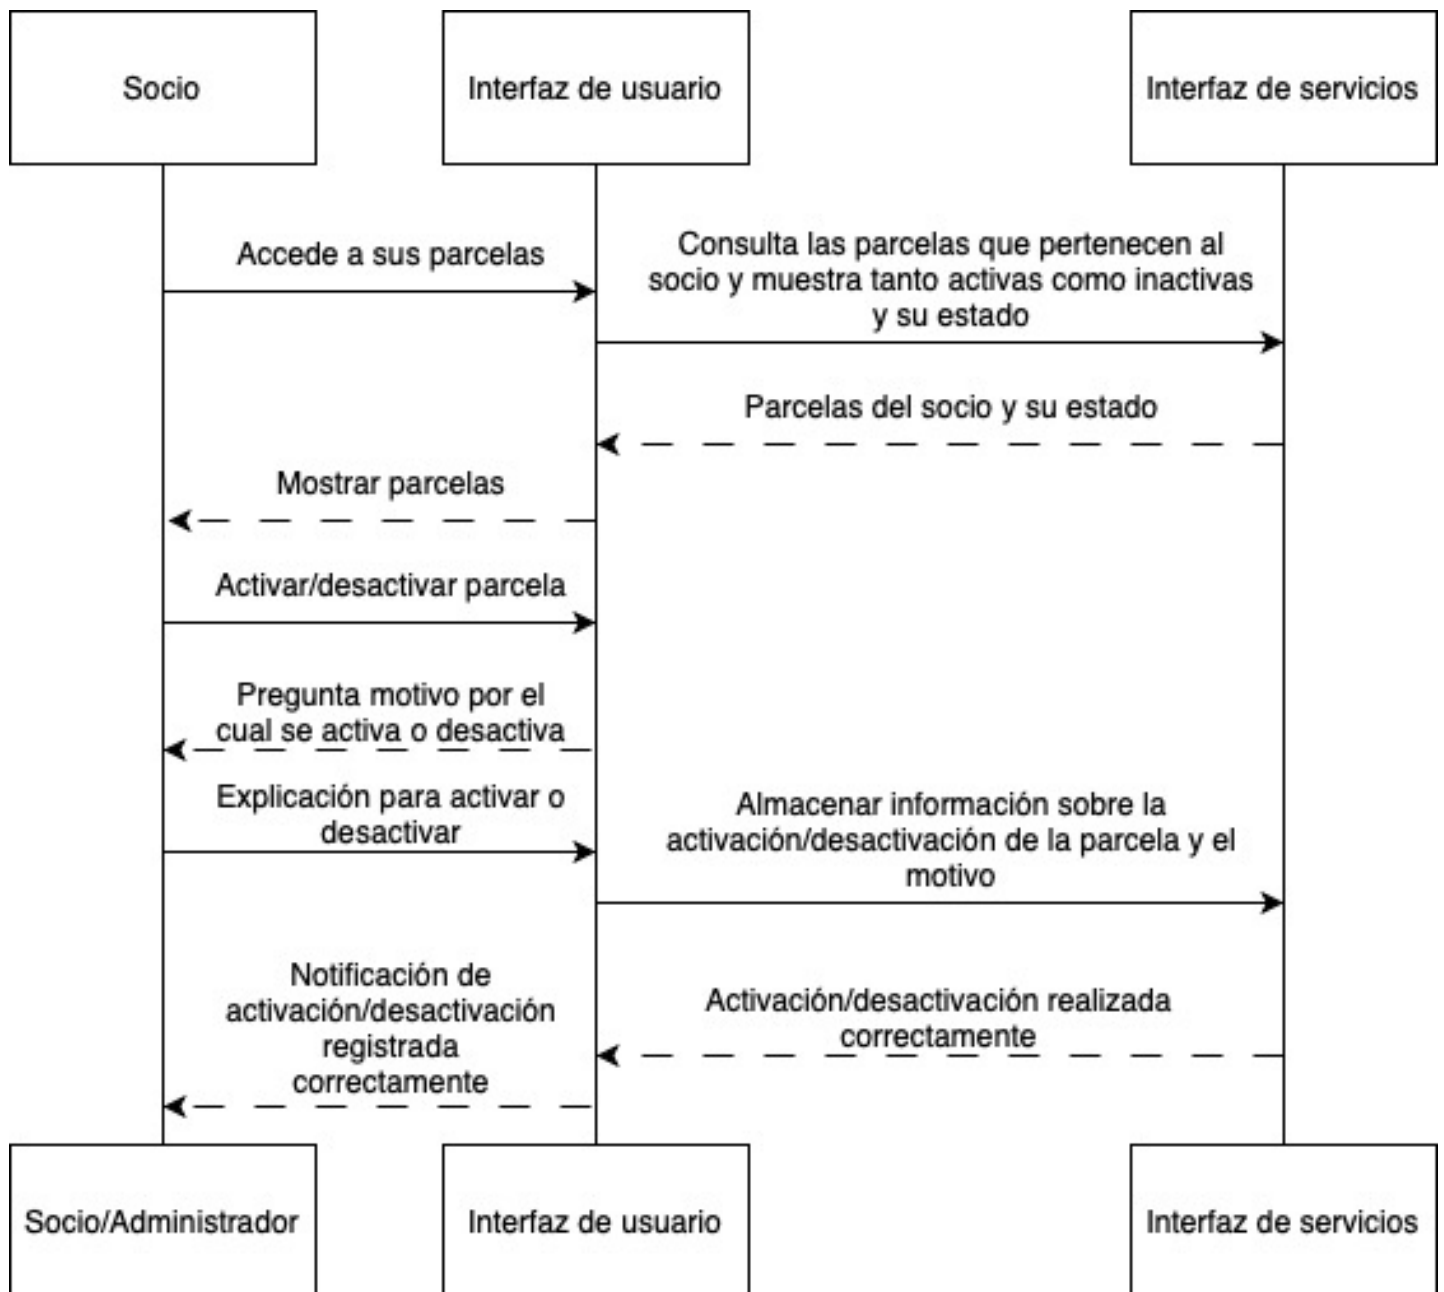 Socio
Interfaz de usuario
Interfaz de servicios
Accede a sus parcelas
Consulta las parcelas que pertenecen al
socio y muestra tanto activas como inactivas
y su estado
Parcelas del socio y su estado
Mostrar parcelas
Activar/desactivar parcela
Pregunta motivo por el
cual se activa o desactiva
Explicación para activar o
desactivar
Almacenar información sobre la
activación/desactivación de la parcela y el
motivo
Notificación de
activación/desactivación
registrada
correctamente
Activación/desactivación realizada
correctamente
Socio/Administrador
Interfaz de usuario
Interfaz de servicios